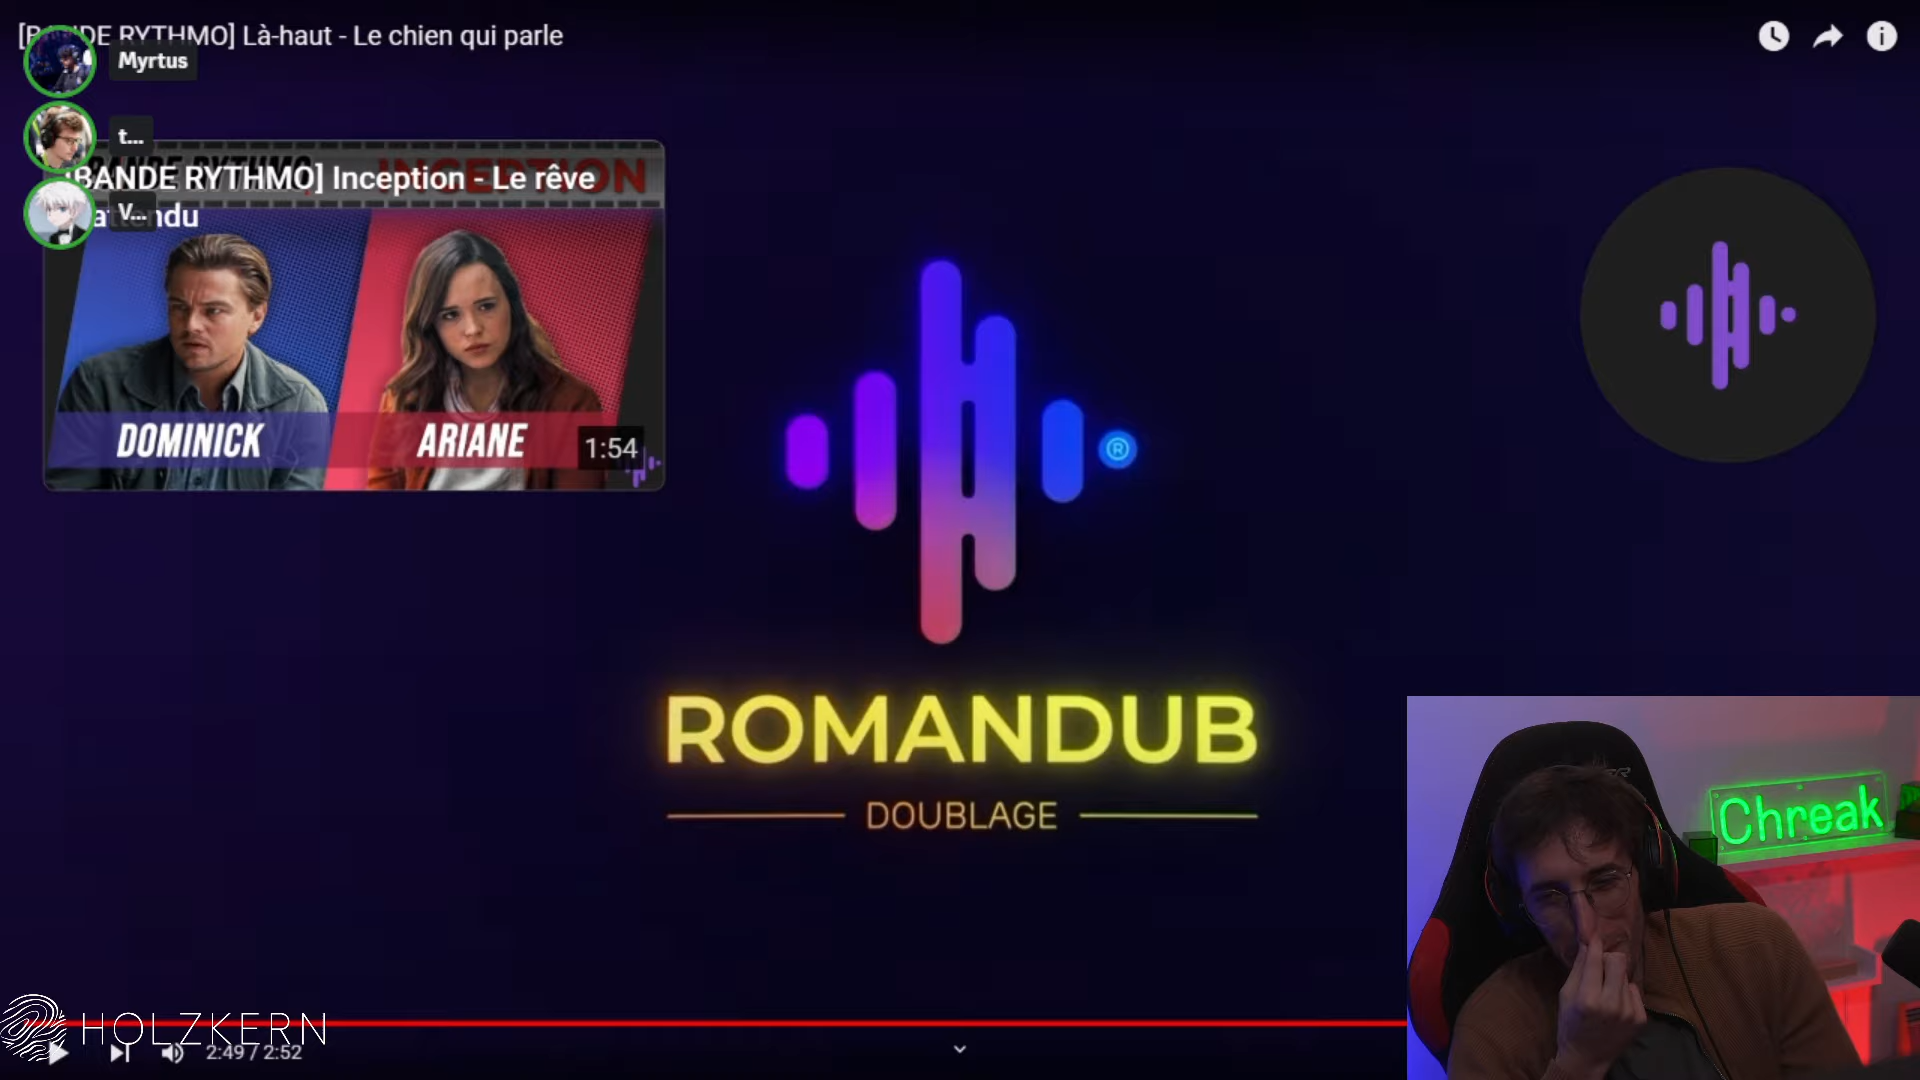 [BANDE RYTHMO] Là-haut - Le chien qui parle
Myrtus
t...
[BANDE RYTHMO] Inception - Le rêve
V...
DOMINICK
ARIANE
1:54
®
ROMANDUB
DOUBLAGE
Chreak
HOLZKERN
2:49 / 2:52